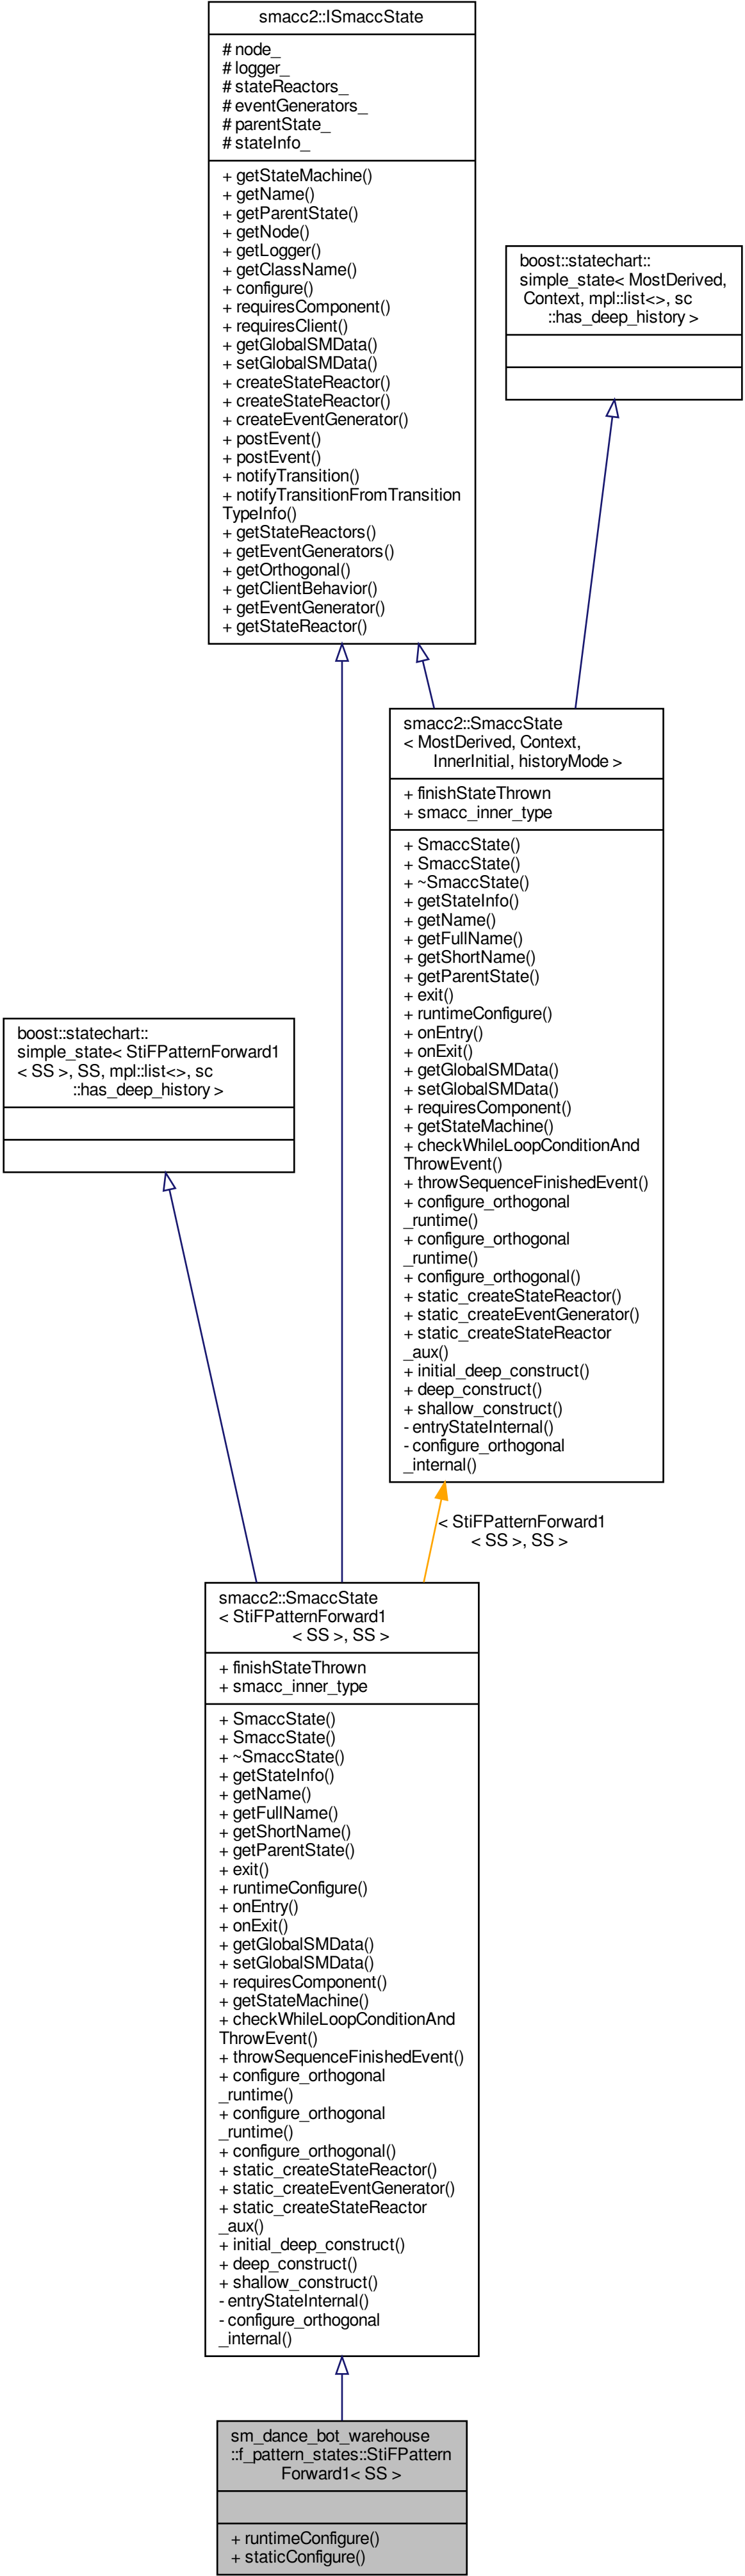 smacc2::ISmaccState
# node_
# logger_
# stateReactors_
# eventGenerators_
# parentState_
# stateInfo_
+ getStateMachine()
+ getName()
+ getParentState()
+ getNode()
+ getLogger()
+ getClassName()
+ configure()
+ requiresComponent()
+ requiresClient()
+ getGlobalSMData()
+ setGlobalSMData()
+ createStateReactor()
+ createStateReactor()
+ createEventGenerator()
+ postEvent()
+ postEvent()
+ notifyTransition()
+ notifyTransitionFromTransition
TypeInfo()
+ getStateReactors()
+ getEventGenerators()
+ getOrthogonal()
+ getClientBehavior()
+ getEventGenerator()
+ getStateReactor()
boost::statechart::
simple_state< MostDerived,
Context, mpl::list<>, sc
::has_deep_history >
smacc2::SmaccState
< MostDerived, Context,
InnerInitial, historyMode >
+ finishStateThrown
+ smacc_inner_type
+ SmaccState()
+ SmaccState()
+ ~SmaccState()
+ getStateInfo()
+ getName()
+ getFullName()
+ getShortName()
+ getParentState()
+ exit()
+ runtimeConfigure()
+ onEntry()
+ onExit()
+ getGlobalSMData()
+ setGlobalSMData()
+ requiresComponent()
+ getStateMachine()
+ checkWhileLoopConditionAnd
ThrowEvent()
+ throwSequenceFinishedEvent()
+ configure_orthogonal
_runtime()
+ configure_orthogonal
_runtime()
+ configure_orthogonal()
+ static_createStateReactor()
+ static_createEventGenerator()
+ static_createStateReactor
_aux()
+ initial_deep_construct()
+ deep_construct()
+ shallow_construct()
- entryStateInternal()
- configure_orthogonal
_internal()
boost::statechart::
simple_state< StiFPatternForward1
< SS >, SS, mpl::list<>, sc
::has_deep_history >
< StiFPatternForward1
< SS >, SS >
smacc2::SmaccState
< StiFPatternForward1
< SS >, SS >
+ finishStateThrown
+ smacc_inner_type
+ SmaccState()
+ SmaccState()
+ ~SmaccState()
+ getStateInfo()
+ getName()
+ getFullName()
+ getShortName()
+ getParentState()
+ exit()
+ runtimeConfigure()
+ onEntry()
+ onExit()
+ getGlobalSMData()
+ setGlobalSMData()
+ requiresComponent()
+ getStateMachine()
+ checkWhileLoopConditionAnd
ThrowEvent()
+ throwSequenceFinishedEvent()
+ configure_orthogonal
_runtime()
+ configure_orthogonal
_runtime()
+ configure_orthogonal()
+ static_createStateReactor()
+ static_createEventGenerator()
+ static_createStateReactor
_aux()
+ initial_deep_construct()
+ deep_construct()
+ shallow_construct()
- entryStateInternal()
- configure_orthogonal
_internal()
sm_dance_bot_warehouse
::f_pattern_states::StiFPattern
Forward1< SS >
+ runtimeConfigure()
+ staticConfigure()